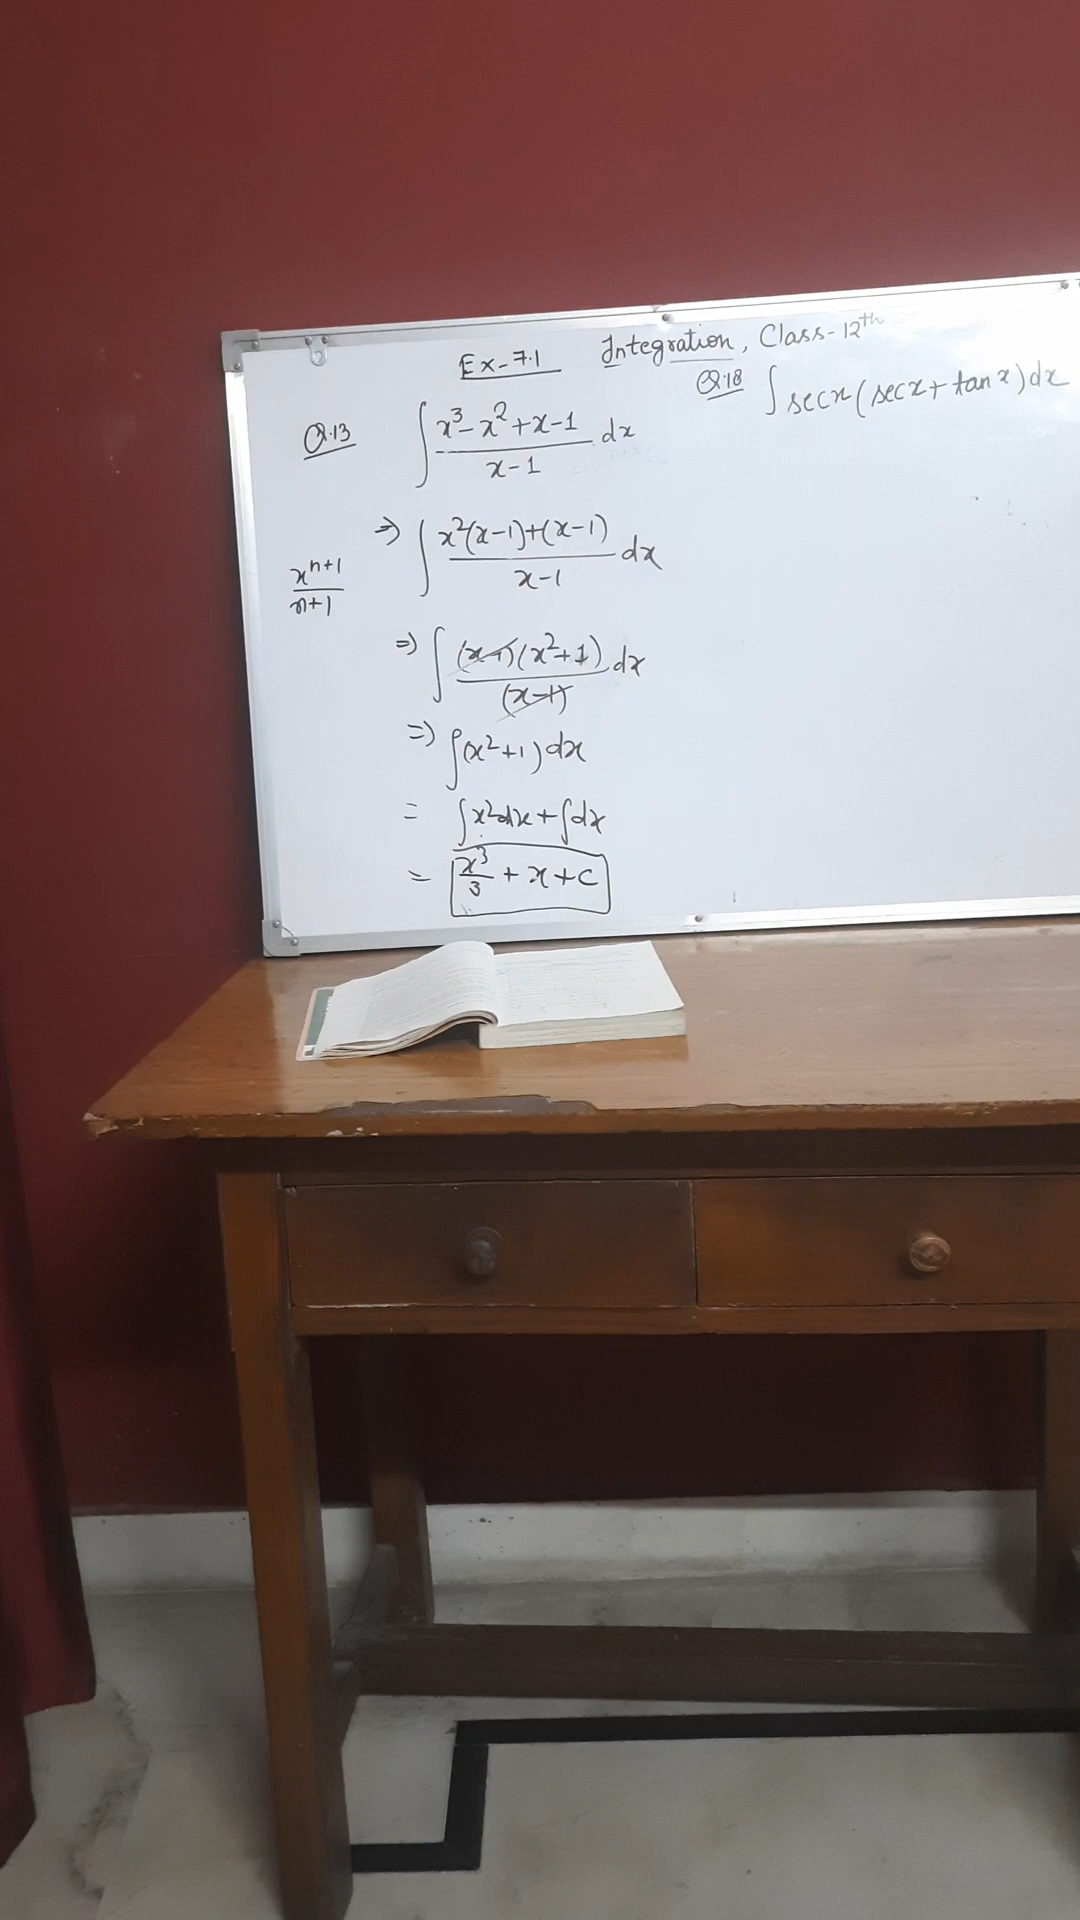 Ex-7.1 Integration, Class-12th
Q.13 ∫ (x³-x²+x-1)/(x-1) dx
⇒ ∫ (x²(x-1)+(x-1))/(x-1) dx
xⁿ⁺¹/(n+1)
⇒ ∫ ((x-1)(x²+1))/(x-1) dx
⇒ ∫(x²+1)dx
= ∫x²dx+∫dx
= x³/3 + x + c
Q.18 ∫ secx(secx+tanx)dx